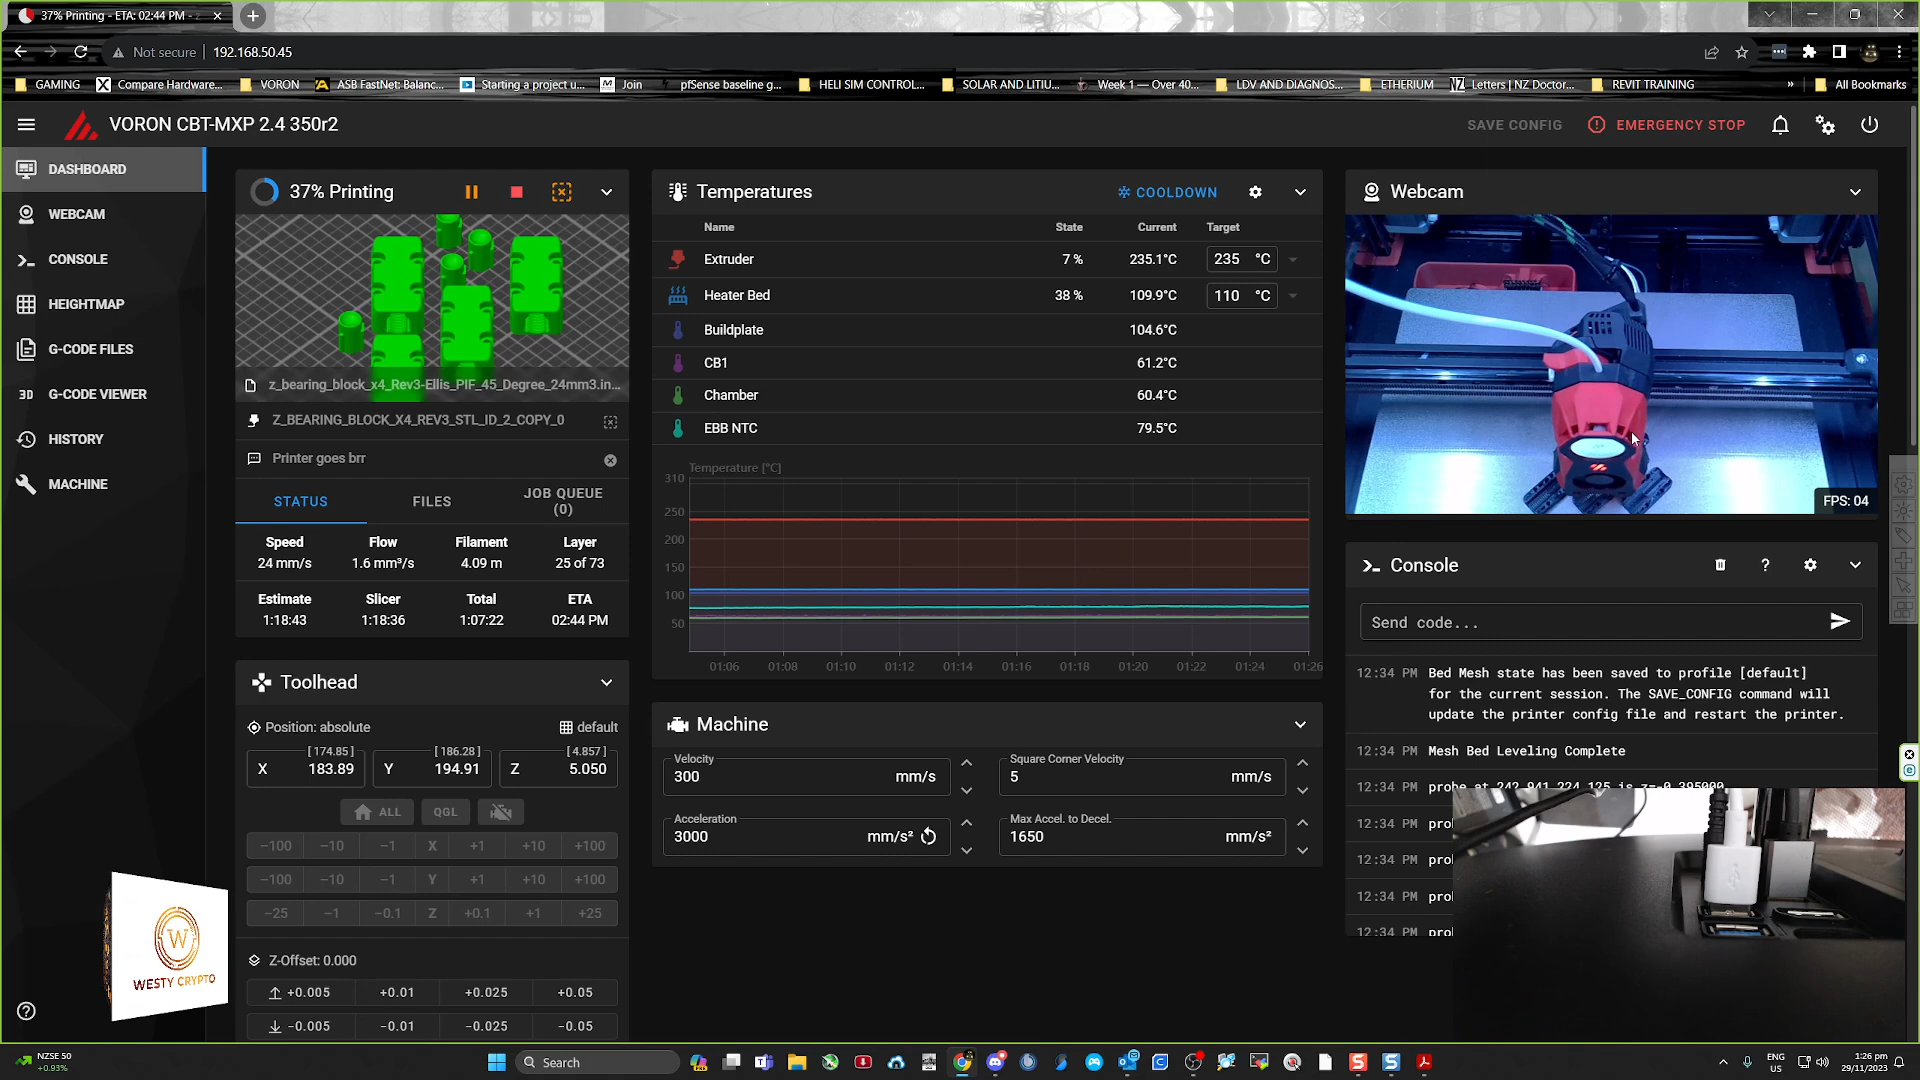 37% Printing - ETA: 02:44 PM -
Not secure
192.168.50.45
GAMING
Compare Hardware...
VORON
ASB FastNet: Balanc...
Starting a project u...
Join
pfSense baseline g...
HELI SIM CONTROL...
SOLAR AND LITIU...
Week 1 — Over 40...
LDV AND DIAGNOS...
ETHERIUM
Letters | NZ Doctor...
REVIT TRAINING
»
All Bookmarks
VORON CBT-MXP 2.4 350r2
SAVE CONFIG
EMERGENCY STOP
DASHBOARD
WEBCAM
CONSOLE
HEIGHTMAP
G-CODE FILES
3D G-CODE VIEWER
HISTORY
MACHINE
37% Printing
z_bearing_block_x4_Rev3-Ellis_PIF_45_Degree_24mm3.in...
Z_BEARING_BLOCK_X4_REV3_STL_ID_2_COPY_0
Printer goes brr
STATUS
FILES
JOB QUEUE (0)
Speed Flow Filament Layer
24 mm/s 1.6 mm³/s 4.09 m 25 of 73
Estimate Slicer Total ETA
1:18:43 1:18:36 1:07:22 02:44 PM
Toolhead
Position: absolute
default
[ 174.85 ] [ 186.28 ] [ 4.857 ]
X 183.89 Y 194.91 Z 5.050
ALL QGL
−100 −10 −1 X +1 +10 +100
−100 −10 −1 Y +1 +10 +100
−25 −1 −0.1 Z +0.1 +1 +25
Z-Offset: 0.000
+0.005 +0.01 +0.025 +0.05
−0.005 −0.01 −0.025 −0.05
W
WESTY CRYPTO
Temperatures
COOLDOWN
Name State Current Target
Extruder 7 % 235.1°C 235 °C
Heater Bed 38 % 109.9°C 110 °C
Buildplate 104.6°C
CB1 61.2°C
Chamber 60.4°C
EBB NTC 79.5°C
Temperature [°C]
310
250
200
150
100
50
01:06 01:08 01:10 01:12 01:14 01:16 01:18 01:20 01:22 01:24 01:26
Machine
Velocity
300 mm/s
Square Corner Velocity
5 mm/s
Acceleration
3000 mm/s²
Max Accel. to Decel.
1650 mm/s²
Webcam
FPS: 04
Console
Send code...
12:34 PM Bed Mesh state has been saved to profile [default]
for the current session. The SAVE_CONFIG command will
update the printer config file and restart the printer.
12:34 PM Mesh Bed Leveling Complete
12:34 PM probe at 242.941,224.125 is z=-0.395000
12:34 PM pro
12:34 PM pro
12:34 PM pro
12:34 PM pro
NZSE 50
+0.93%
Search
ENG
US
1:26 pm
29/11/2023